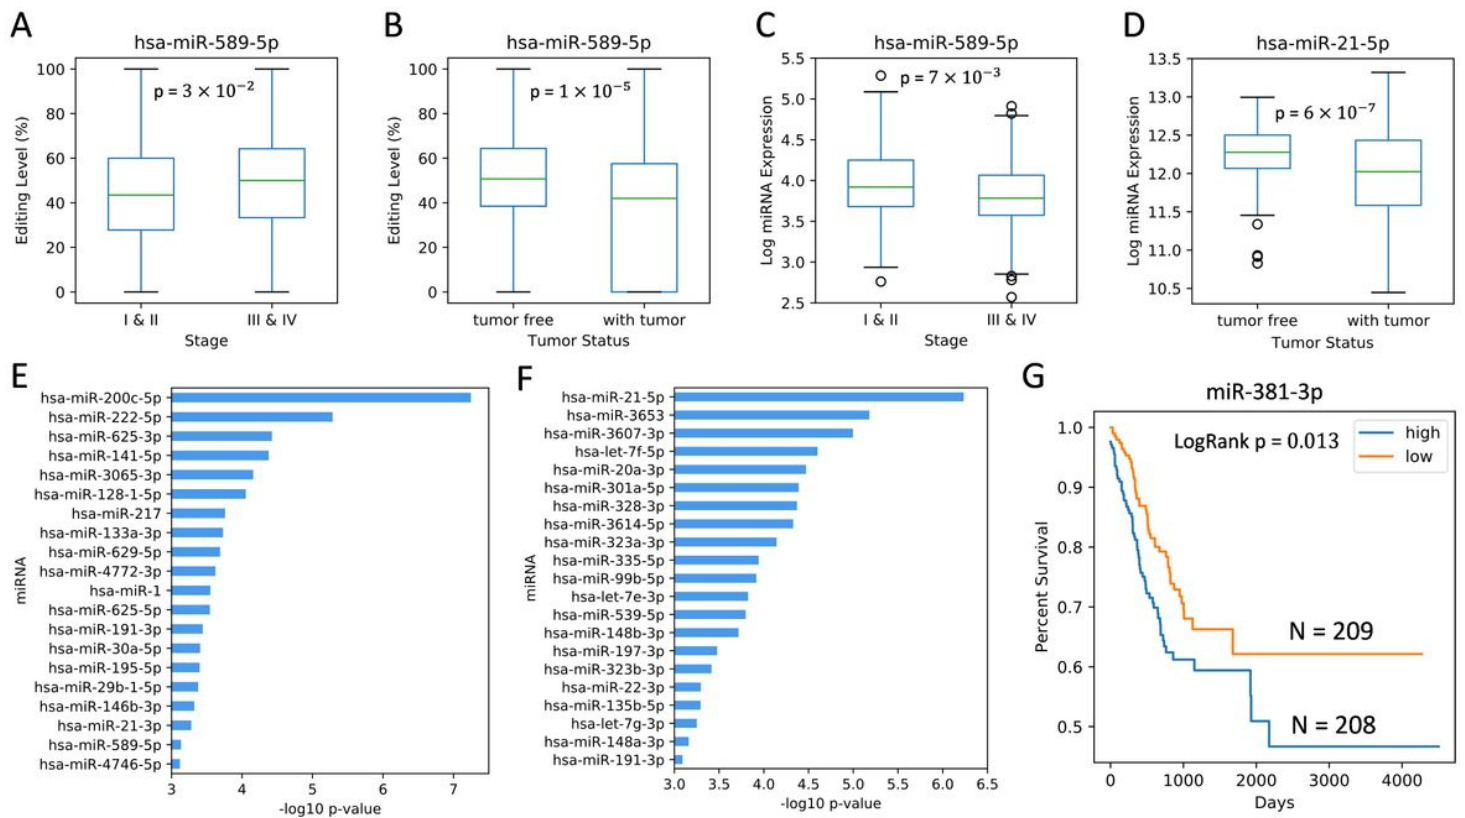 A
hsa-miR-589-5p
p = 3 × 10⁻²
Editing Level (%)
100
80
60
40
20
0
I & II
III & IV
Stage
B
hsa-miR-589-5p
p = 1 × 10⁻⁵
Editing Level (%)
100
80
60
40
20
0
tumor free
with tumor
Tumor Status
C
hsa-miR-589-5p
p = 7 × 10⁻³
Log miRNA Expression
5.5
5.0
4.5
4.0
3.5
3.0
2.5
I & II
III & IV
Stage
D
hsa-miR-21-5p
p = 6 × 10⁻⁷
Log miRNA Expression
13.5
13.0
12.5
12.0
11.5
11.0
10.5
tumor free
with tumor
Tumor Status
E
miRNA
hsa-miR-200c-5p
hsa-miR-222-5p
hsa-miR-625-3p
hsa-miR-141-5p
hsa-miR-3065-3p
hsa-miR-128-1-5p
hsa-miR-217
hsa-miR-133a-3p
hsa-miR-629-5p
hsa-miR-4772-3p
hsa-miR-1
hsa-miR-625-5p
hsa-miR-191-3p
hsa-miR-30a-5p
hsa-miR-195-5p
hsa-miR-29b-1-5p
hsa-miR-146b-3p
hsa-miR-21-3p
hsa-miR-589-5p
hsa-miR-4746-5p
3 4 5 6 7
-log10 p-value
F
miRNA
hsa-miR-21-5p
hsa-miR-3653
hsa-miR-3607-3p
hsa-let-7f-5p
hsa-miR-20a-3p
hsa-miR-301a-5p
hsa-miR-328-3p
hsa-miR-3614-5p
hsa-miR-323a-3p
hsa-miR-335-5p
hsa-miR-99b-5p
hsa-let-7e-3p
hsa-miR-539-5p
hsa-miR-148b-3p
hsa-miR-197-3p
hsa-miR-323b-3p
hsa-miR-22-3p
hsa-miR-135b-5p
hsa-let-7g-3p
hsa-miR-148a-3p
hsa-miR-191-3p
3.0 3.5 4.0 4.5 5.0 5.5 6.0 6.5
-log10 p-value
G
miR-381-3p
LogRank p = 0.013
high
low
Percent Survival
1.0
0.9
0.8
0.7
0.6
0.5
N = 209
N = 208
0 1000 2000 3000 4000
Days